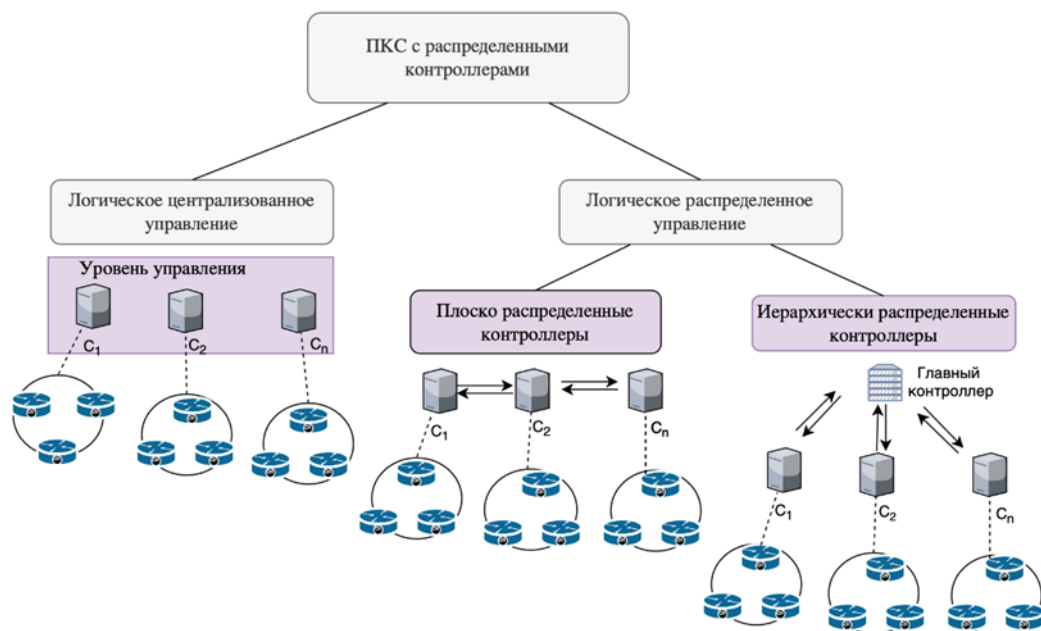 ПКС с распределенными
контроллерами
Логическое централизованное
управление
Логическое распределенное
управление
Уровень управления
C1
C2
Cn
Плоско распределенные
контроллеры
C1
C2
Cn
Иерархически распределенные
контроллеры
Главный
контроллер
C1
C2
Cn